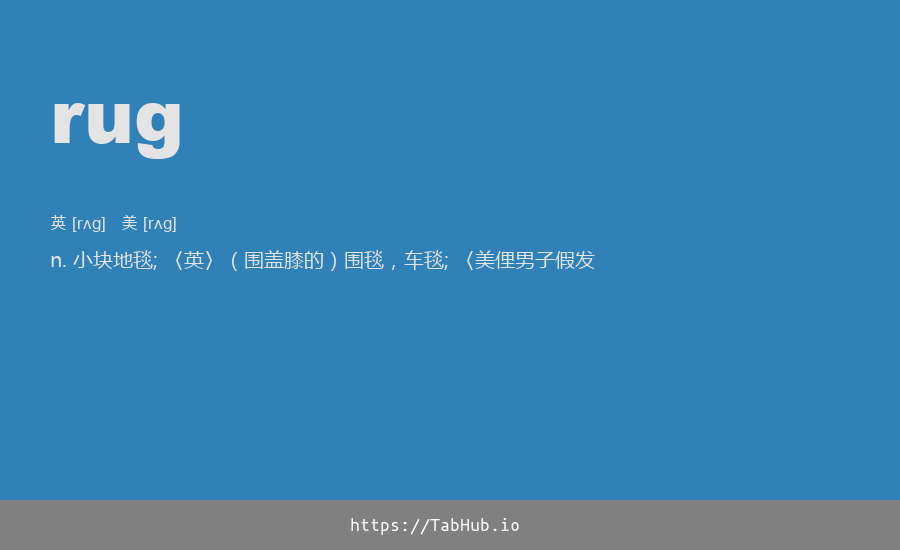 rug
英 [rʌg] 美 [rʌg]
n. 小块地毯; 〈英〉（围盖膝的）围毯，车毯; 〈美俚男子假发
https://TabHub.io